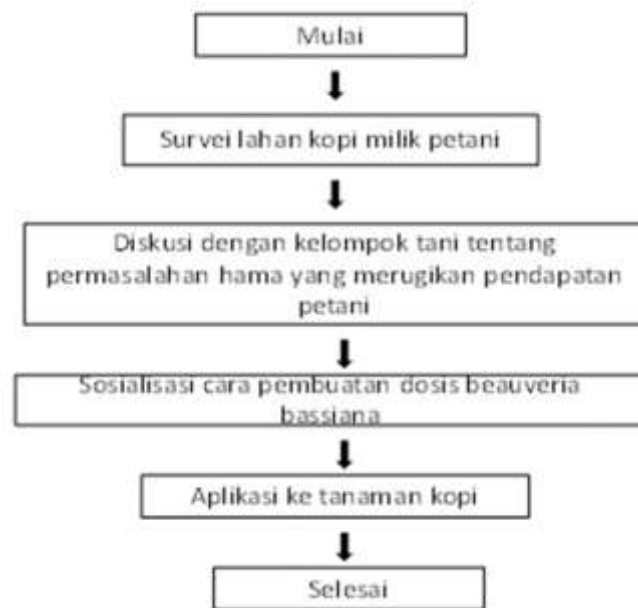 Mulai
Survei lahan kopi milik petani
Diskusi dengan kelompok tani tentang
permasalahan hama yang merugikan pendapatan
petani
Sosialisasi cara pembuatan dosis beauveria
bassiana
Aplikasi ke tanaman kopi
Selesai